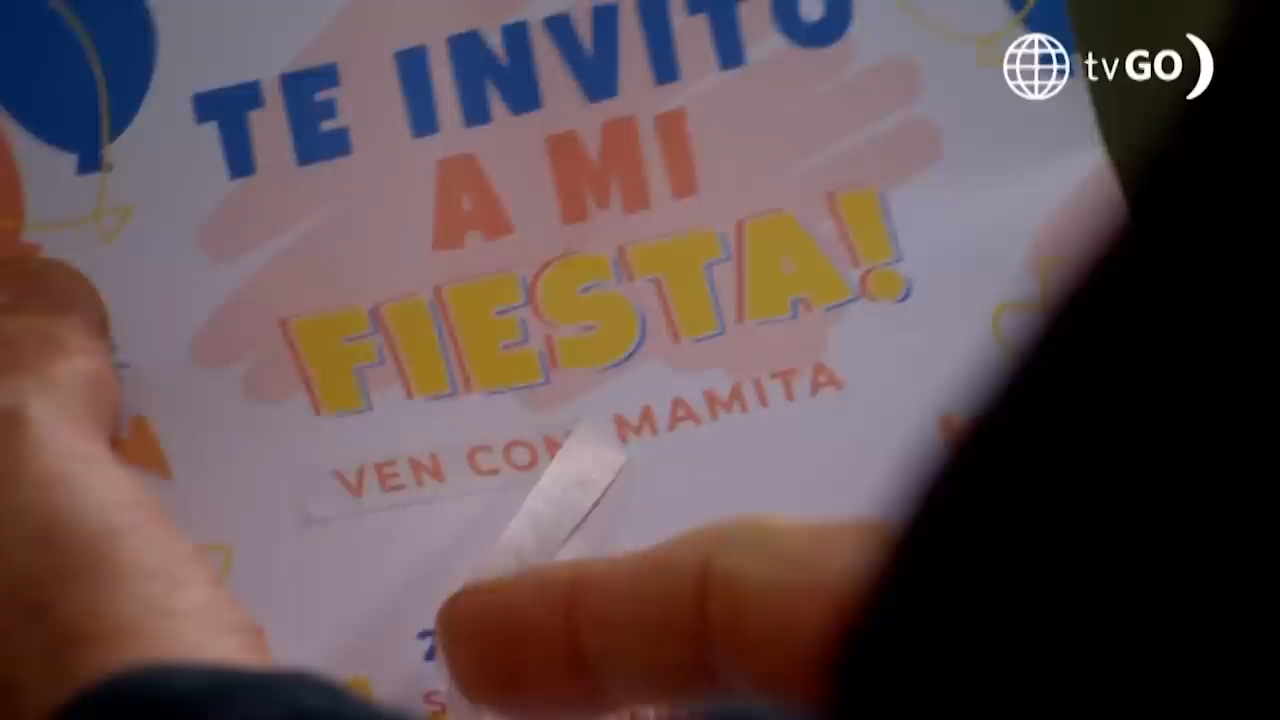 tvGO
TE INVITO
A MI
FIESTA!
VEN CON MAMITA